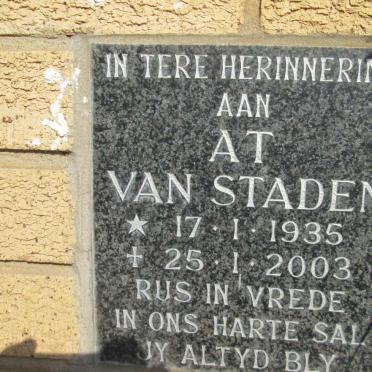 IN TERE HERINNERIN
AAN
AT
VAN STADEN
★ 17·1·1935
✝ 25·1·2003
RUS IN VREDE
IN ONS HARTE SAL
JY ALTYD BLY